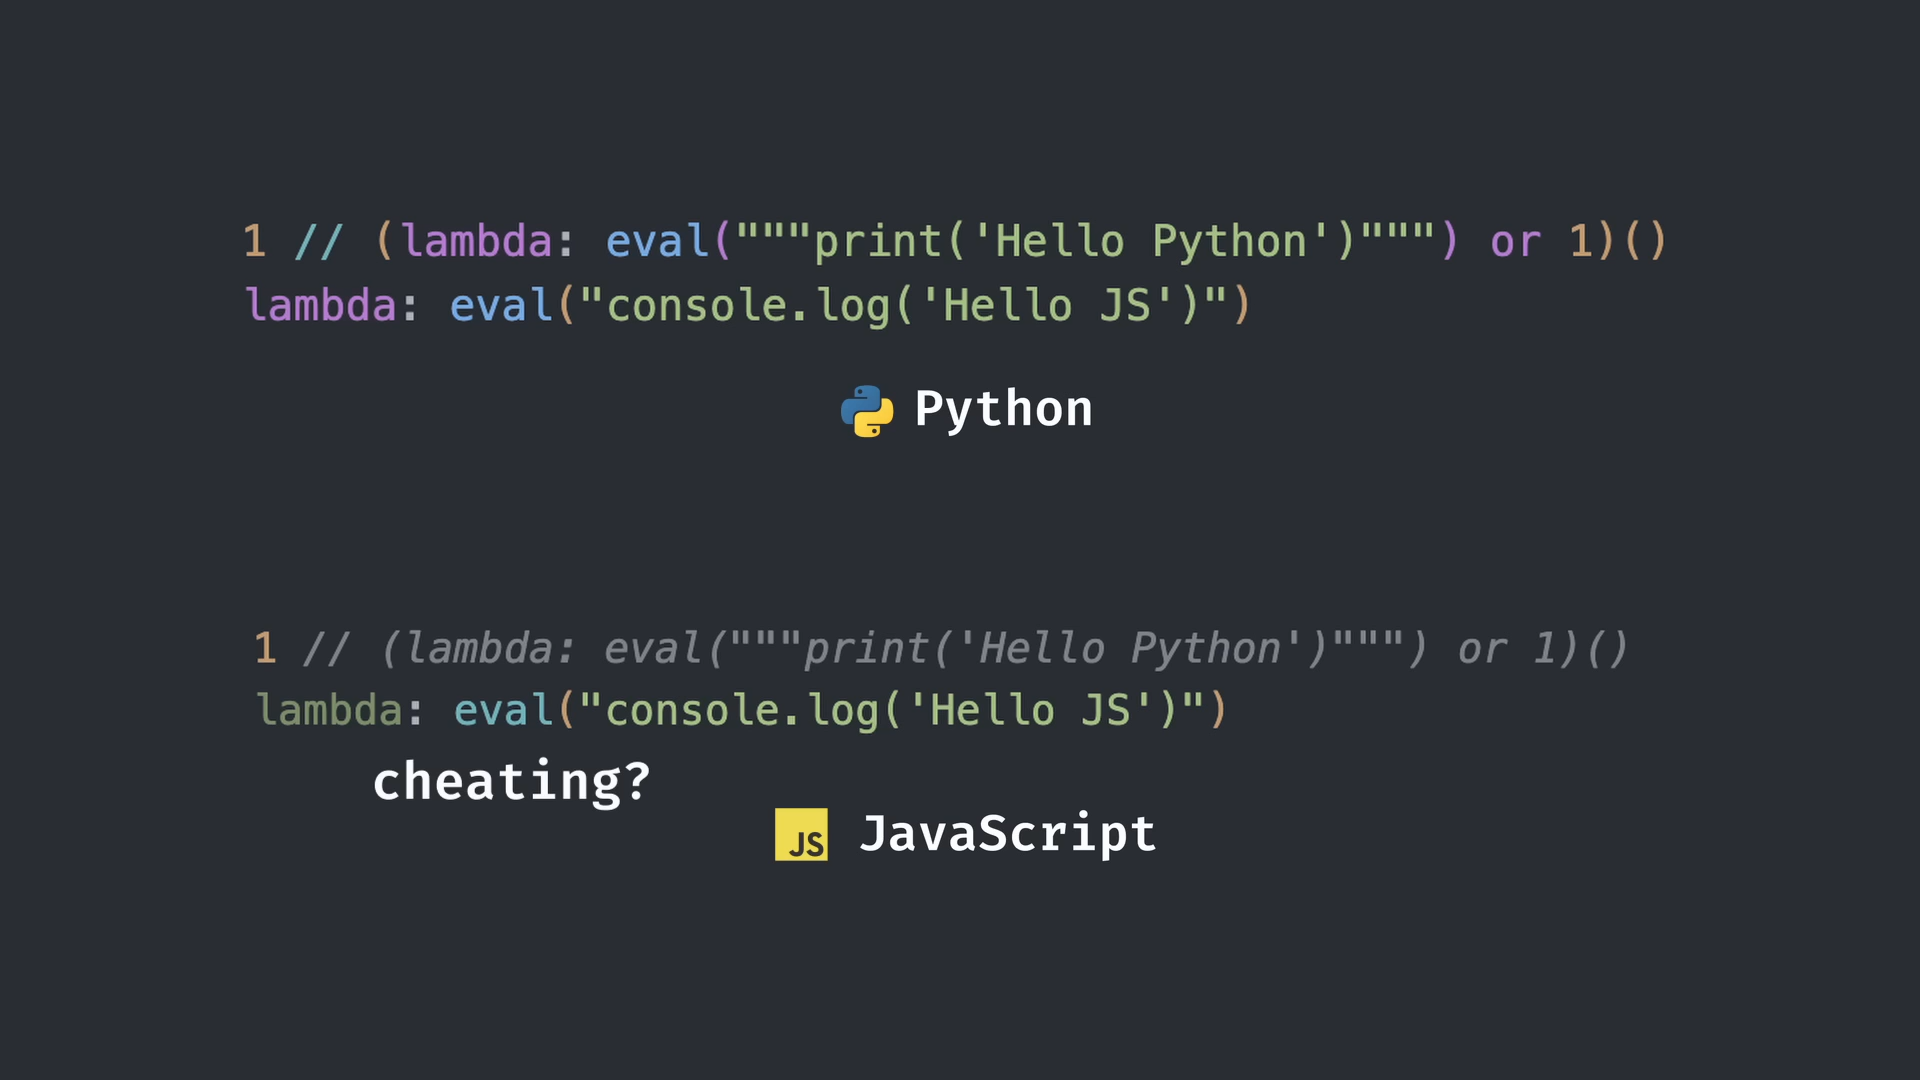 1 // (lambda: eval("""print('Hello Python')""") or 1)()
lambda: eval("console.log('Hello JS')")
Python
1 // (lambda: eval("""print('Hello Python')""") or 1)()
lambda: eval("console.log('Hello JS')")
cheating?
JS JavaScript